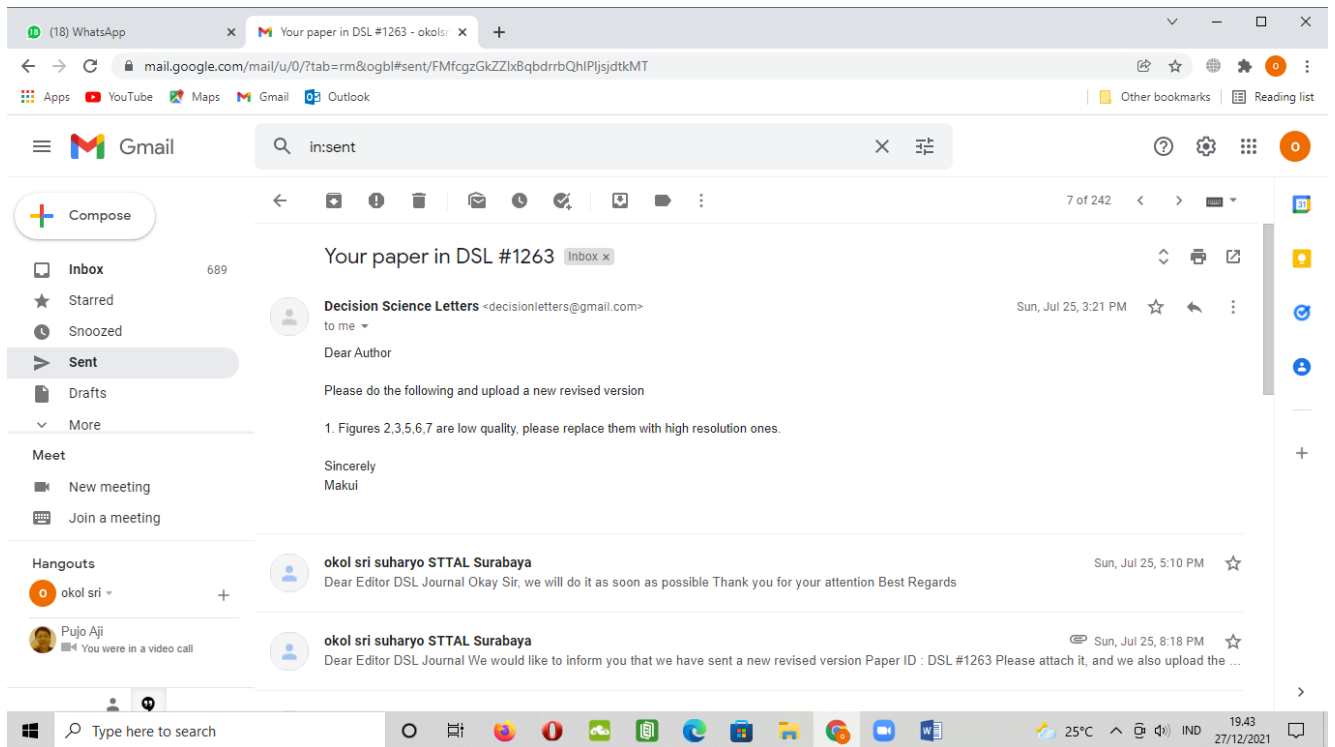 (18) WhatsApp
Your paper in DSL #1263 - okolsr
mail.google.com/mail/u/0/?tab=rm&ogbl#sent/FMfcgzGkZZlxBqbdrrbQhlPljsjdtkMT
Apps YouTube Maps Gmail Outlook Other bookmarks Reading list
Gmail
in:sent
Compose
7 of 242
31
Your paper in DSL #1263 Inbox x
Inbox 689
Starred
Snoozed
Sent
Drafts
More
Decision Science Letters <decisionletters@gmail.com> Sun, Jul 25, 3:21 PM
to me
Dear Author
Please do the following and upload a new revised version
1. Figures 2,3,5,6,7 are low quality, please replace them with high resolution ones.
Sincerely
Makui
Meet
New meeting
Join a meeting
Hangouts
okol sri
Pujo Aji
You were in a video call
okol sri suharyo STTAL Surabaya Sun, Jul 25, 5:10 PM
Dear Editor DSL Journal Okay Sir, we will do it as soon as possible Thank you for your attention Best Regards
okol sri suharyo STTAL Surabaya Sun, Jul 25, 8:18 PM
Dear Editor DSL Journal We would like to inform you that we have sent a new revised version Paper ID : DSL #1263 Please attach it, and we also upload the ...
Type here to search
25°C IND 19.43
27/12/2021